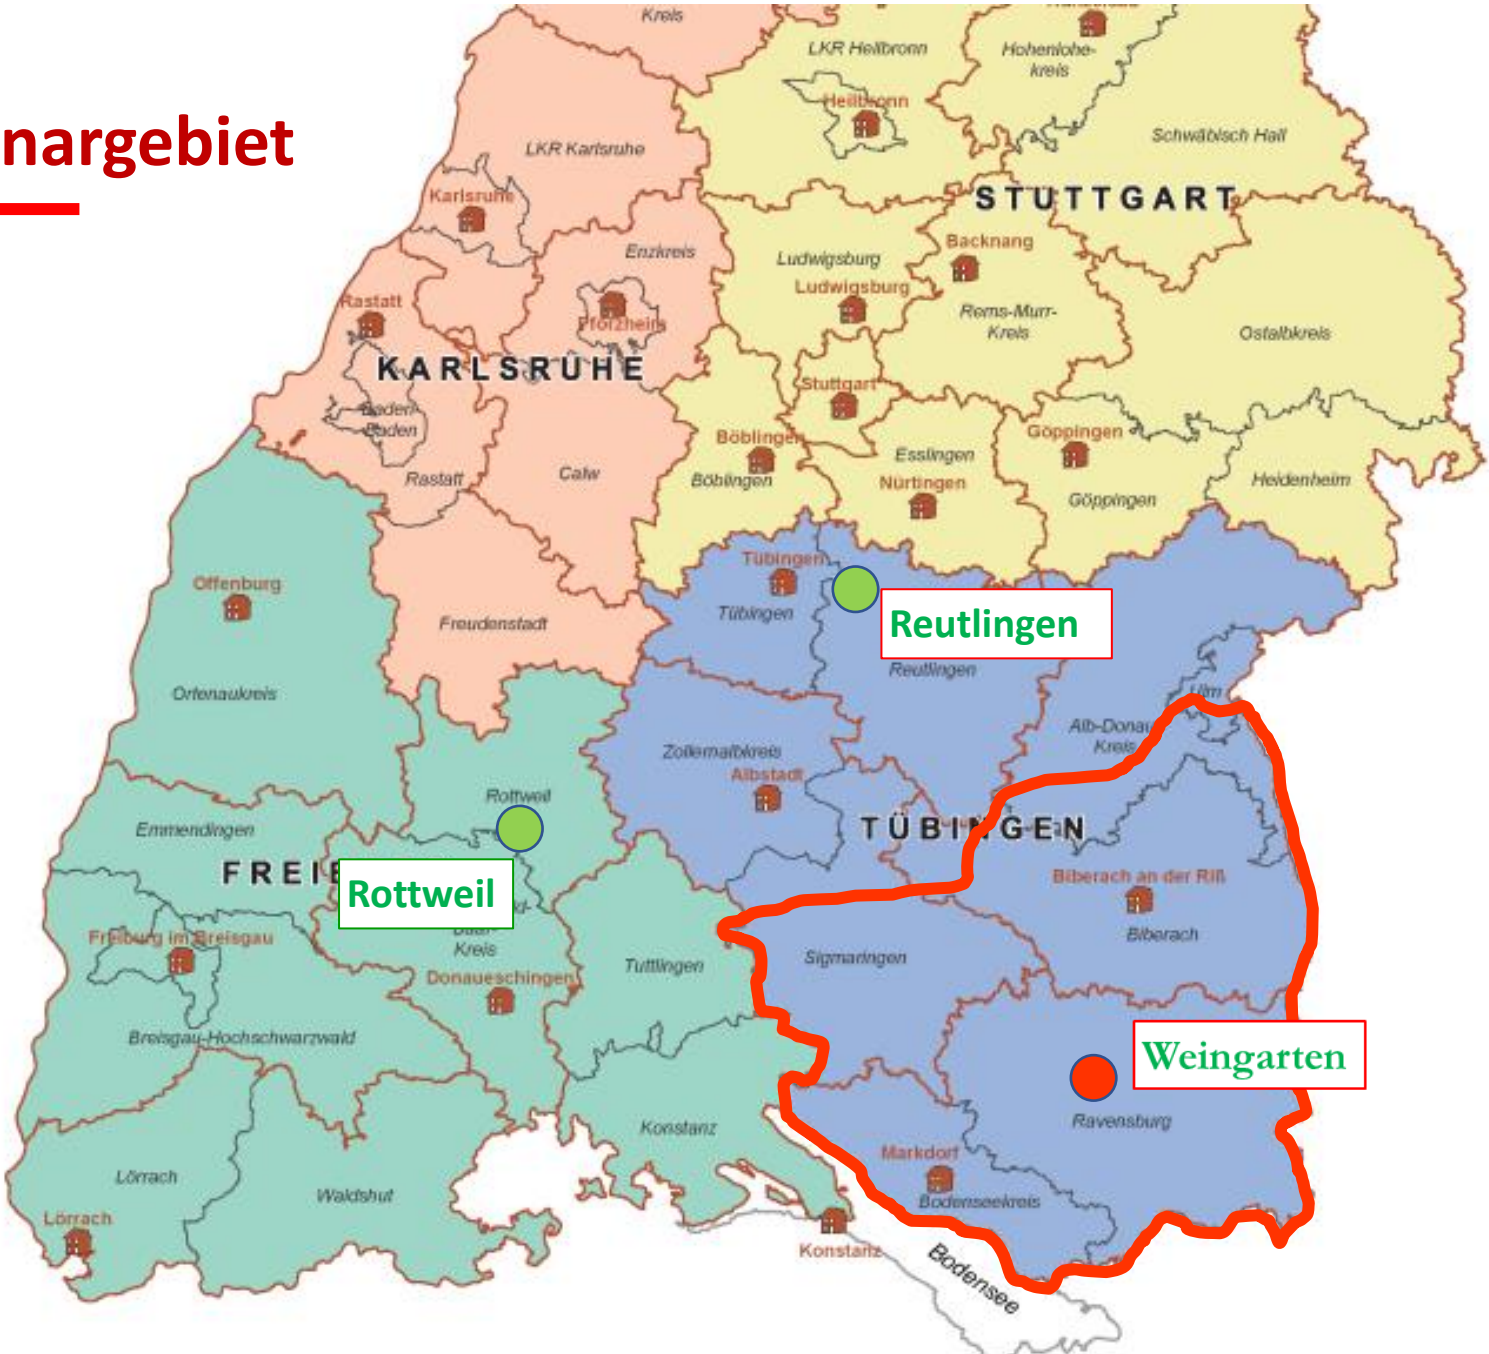 Kreis
LKR Heilbronn
Hohenlohe-
kreis
Heilbronn
nargebiet
Schwäbisch Hall
LKR Karlsruhe
Karlsruhe
STUTTGART
Backnang
Enzkreis
Ludwigsburg
Ludwigsburg
Rastatt
Pforzheim
Rems-Murr-
Kreis
Ostalbkreis
KARLSRUHE
Stuttgart
Baden-
Baden
Böblingen
Göppingen
Esslingen
Rastatt
Calw
Böblingen
Nürtingen
Heidenheim
Göppingen
Tübingen
Offenburg
Tübingen
Reutlingen
Freudenstadt
Reutlingen
Ortenaukreis
Ulm
Alb-Donau
Kreis
Zollernalbkreis
Albstadt
Rottweil
Emmendingen
TÜBINGEN
FREIB
Rottweil
Biberach an der Riß
Baar-
Kreis
Freiburg im Breisgau
Biberach
Sigmaringen
Tuttlingen
Donaueschingen
Breisgau-Hochschwarzwald
Weingarten
Ravensburg
Konstanz
Markdorf
Lörrach
Waldshut
Bodenseekreis
Lörrach
Konstanz
Bodensee